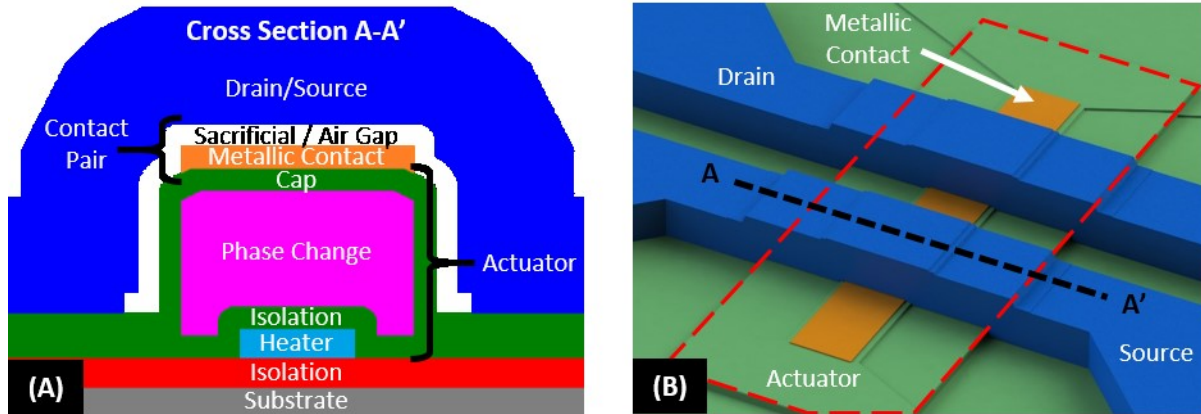 Cross Section A-A’
Drain/Source
Contact
Pair
Sacrificial / Air Gap
Metallic Contact
Cap
Phase Change
Actuator
Isolation
Heater
Isolation
Substrate
(A)
Metallic
Contact
Drain
A
A’
Source
Actuator
(B)